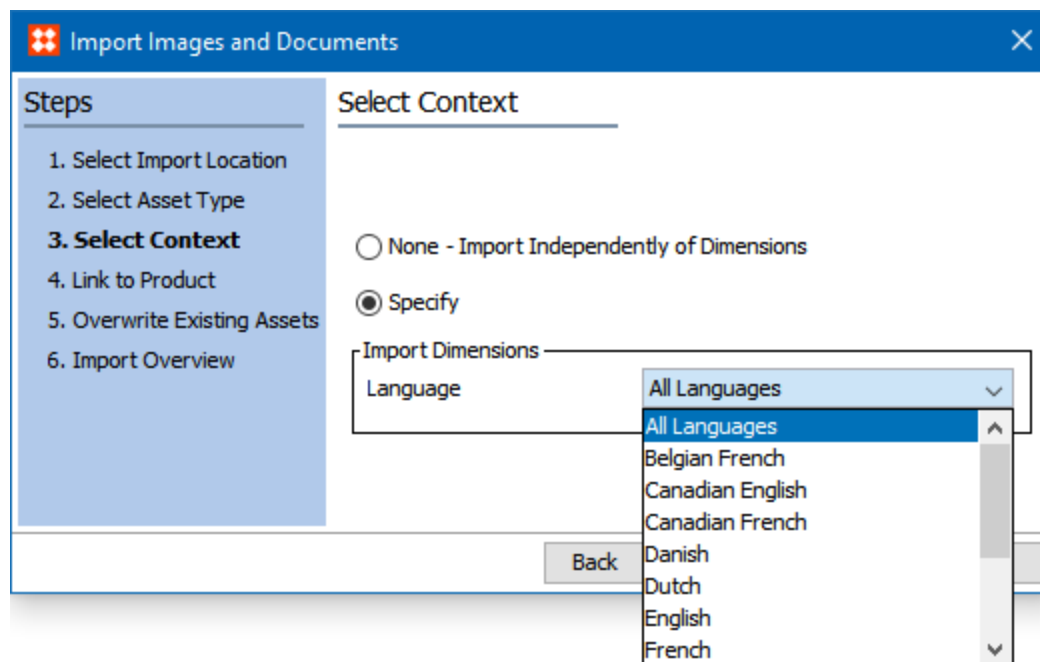 Import Images and Documents
Steps
1. Select Import Location
2. Select Asset Type
3. Select Context
4. Link to Product
5. Overwrite Existing Assets
6. Import Overview
Select Context
None - Import Independently of Dimensions
Specify
Import Dimensions
Language
All Languages
All Languages
Belgian French
Canadian English
Canadian French
Danish
Dutch
English
French
Back